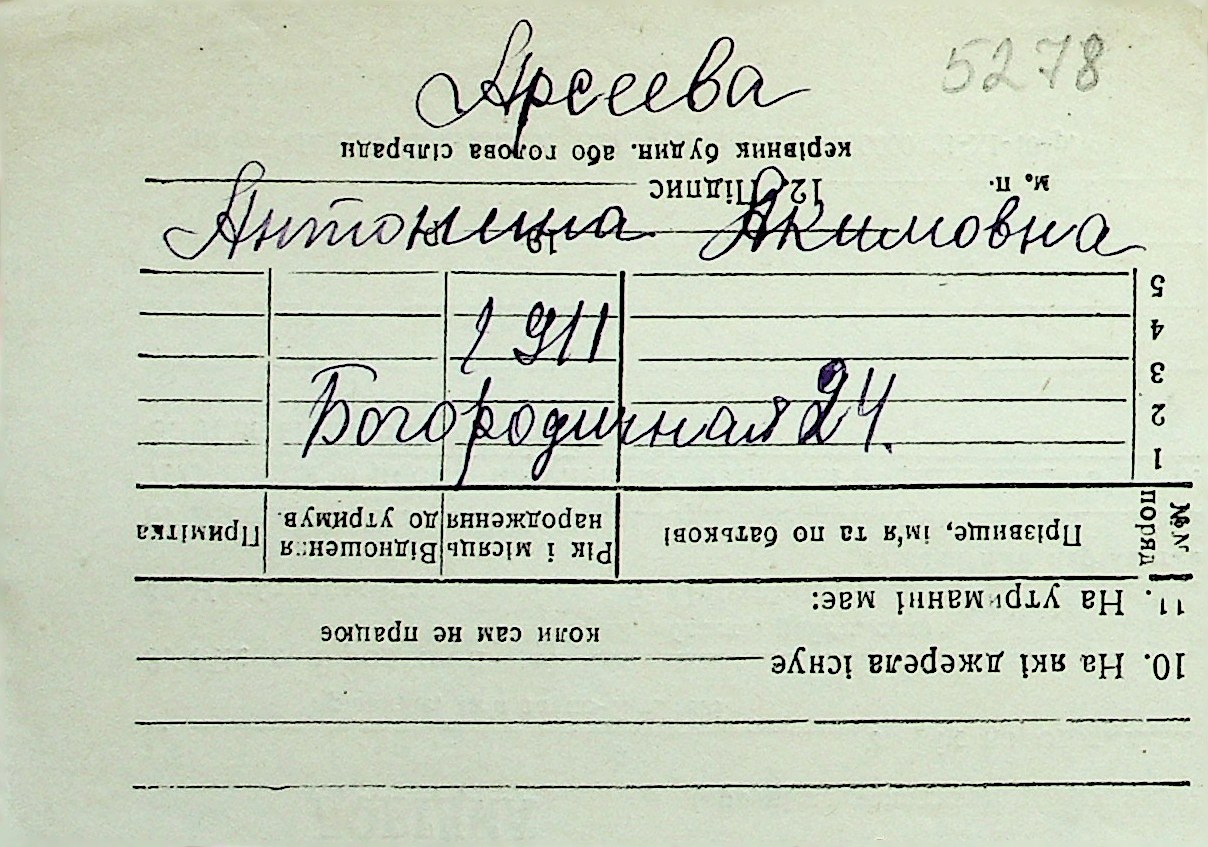 5278
Арсеева
Антонина Акимовна
1911
Богородичная 24.
10. На які джерела існує
коли сам не працює
11. На утриманні має:
№№ поряд Прізвище, ім'я та по батькові Рік і місяць народження Відношення до утримув. Примітка
1
2
3
4
5
19
м. п. 12. Підпис
керівник будин. або голова сільради